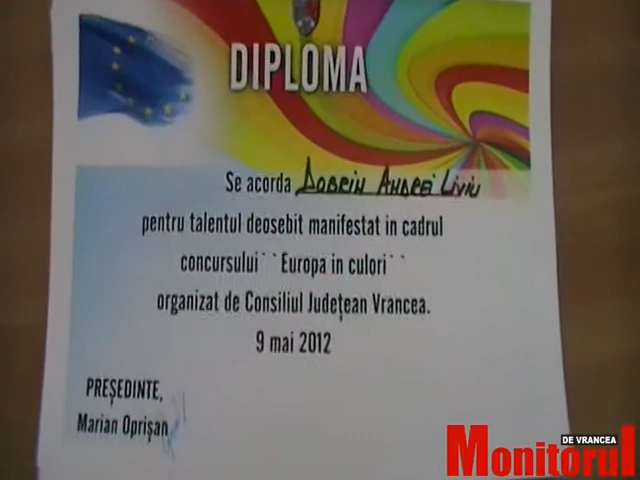 DIPLOMA
Se acorda Dobrin Andrei Liviu
pentru talentul deosebit manifestat in cadrul
concursului ``Europa in culori``
organizat de Consiliul Județean Vrancea.
9 mai 2012
PREȘEDINTE,
Marian Oprișan
DE VRANCEA
Monitorul